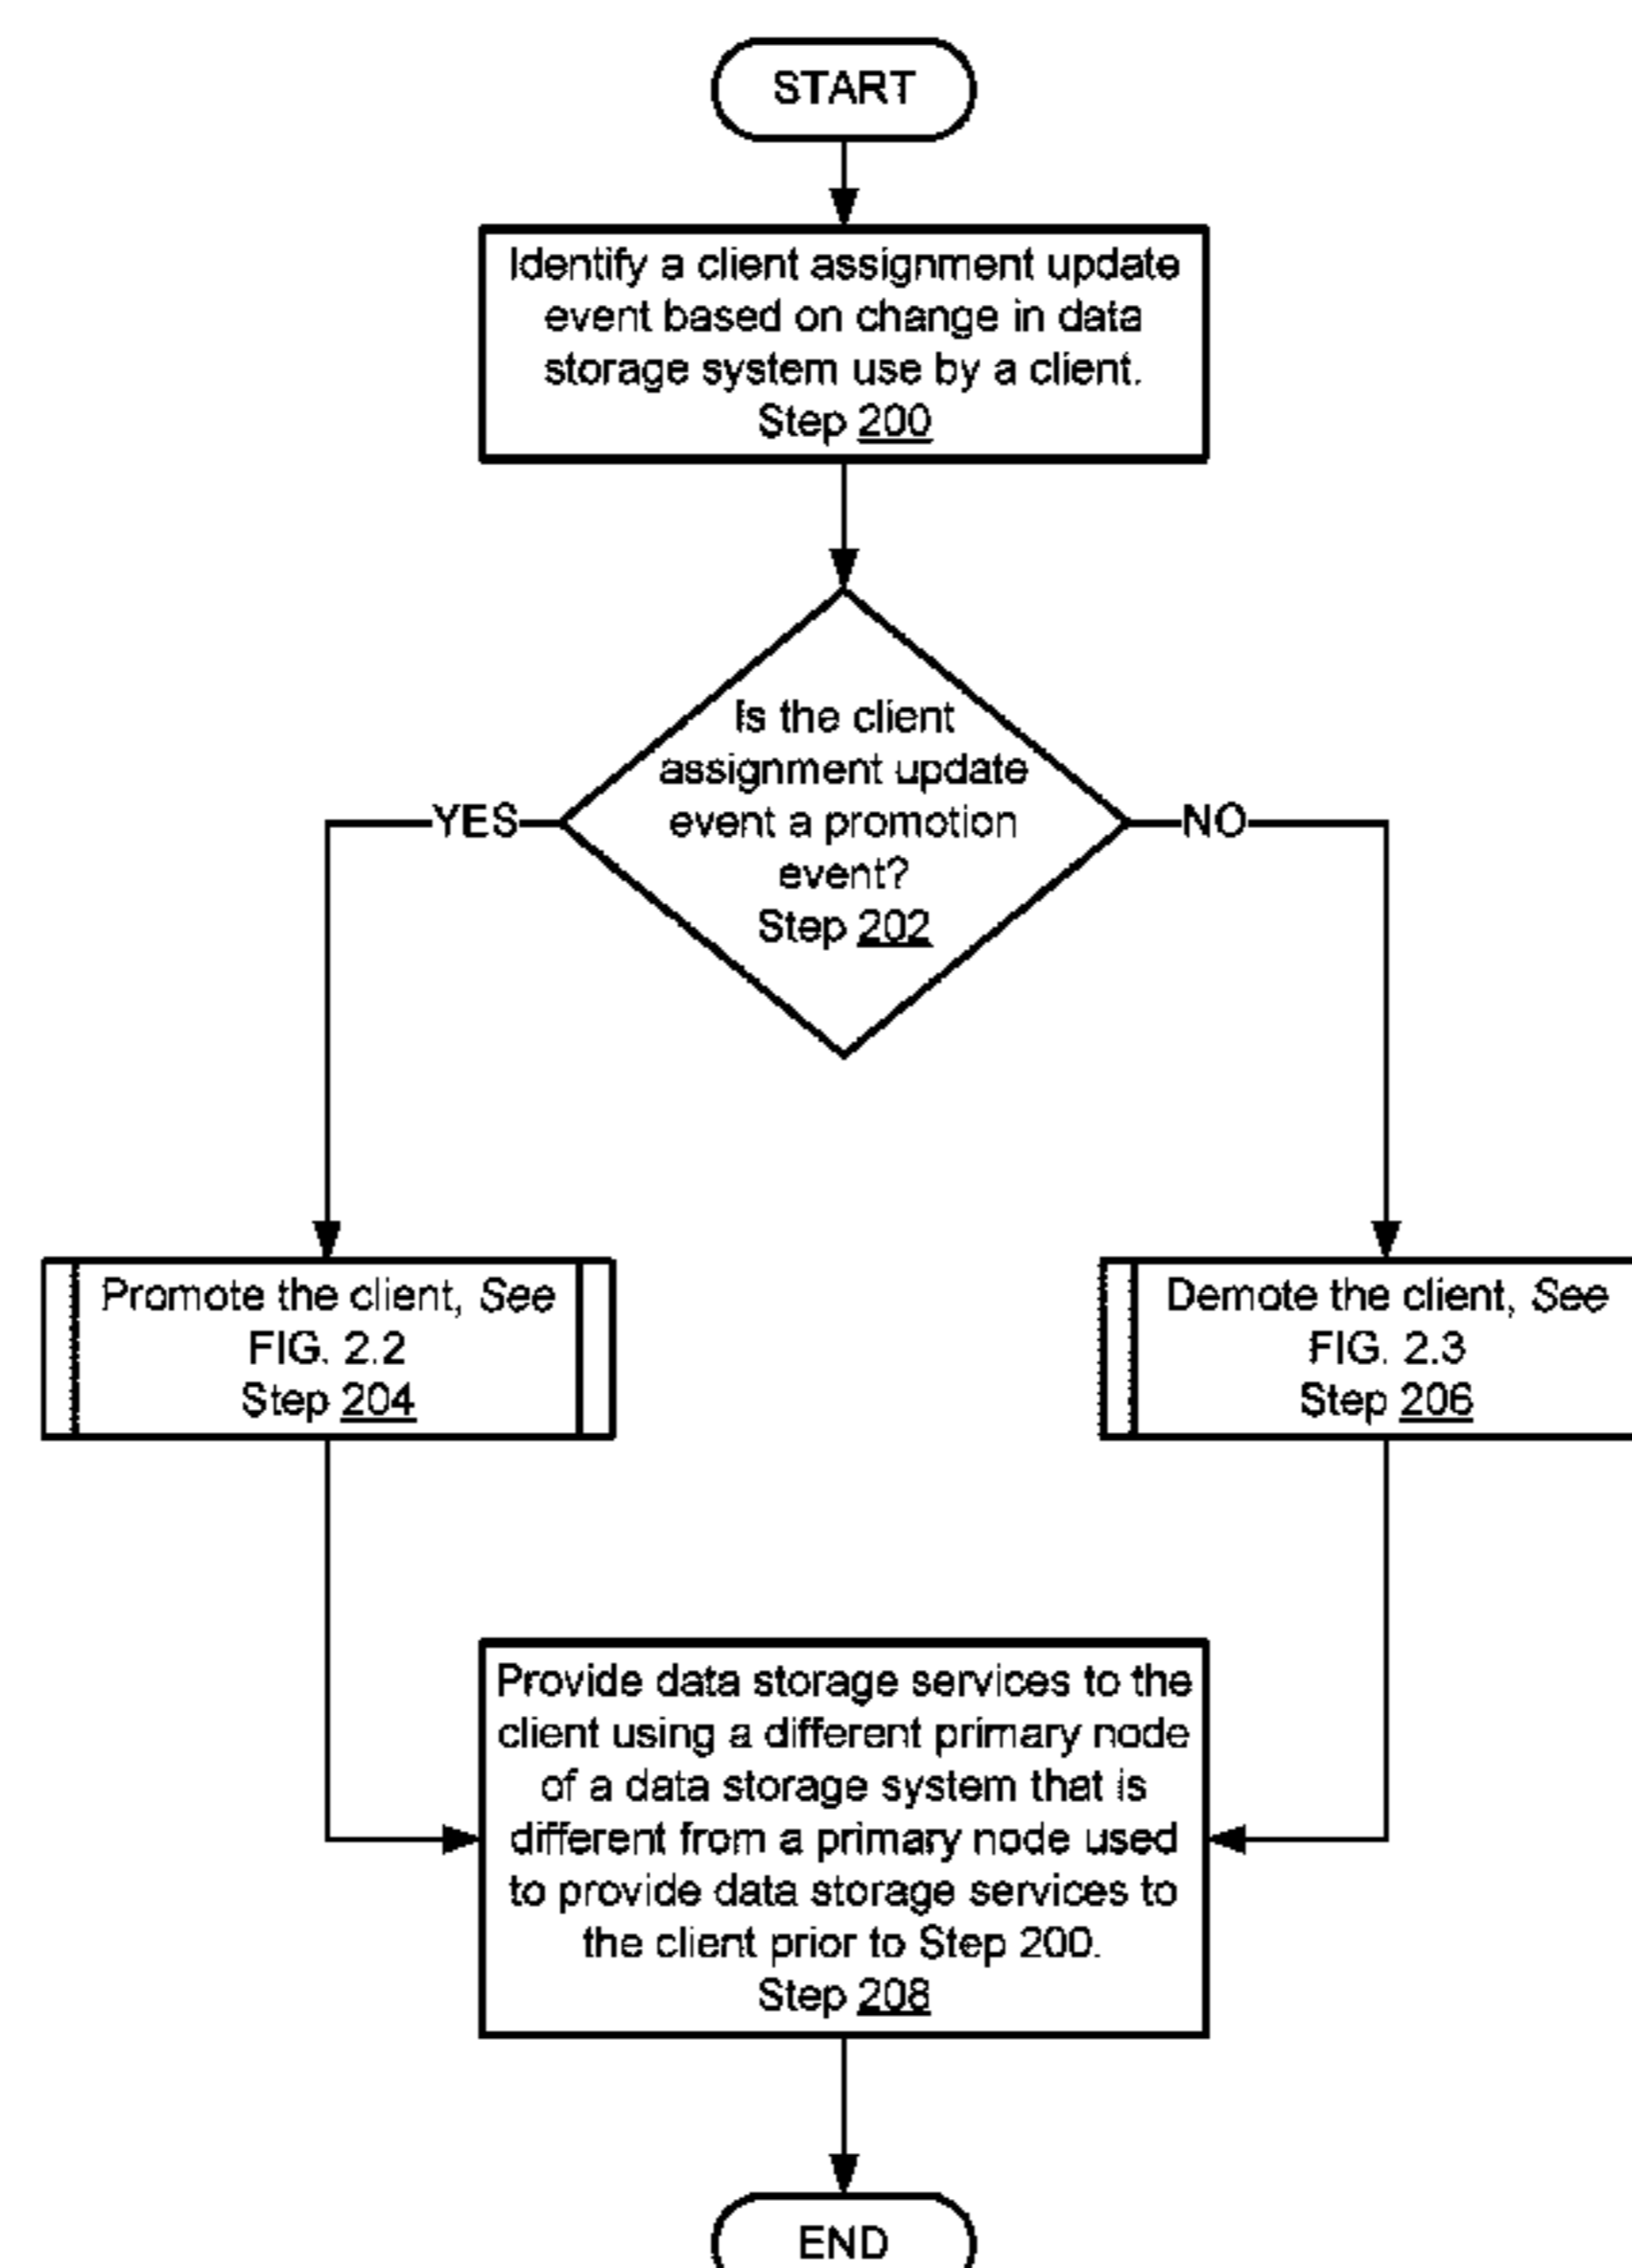 START
Identify a client assignment update
event based on change in data
storage system use by a client.
Step 200
Is the client
assignment update
event a promotion
event?
Step 202
YES
NO
Promote the client, See
FIG. 2.2
Step 204
Demote the client, See
FIG. 2.3
Step 206
Provide data storage services to the
client using a different primary node
of a data storage system that is
different from a primary node used
to provide data storage services to
the client prior to Step 200.
Step 208
END